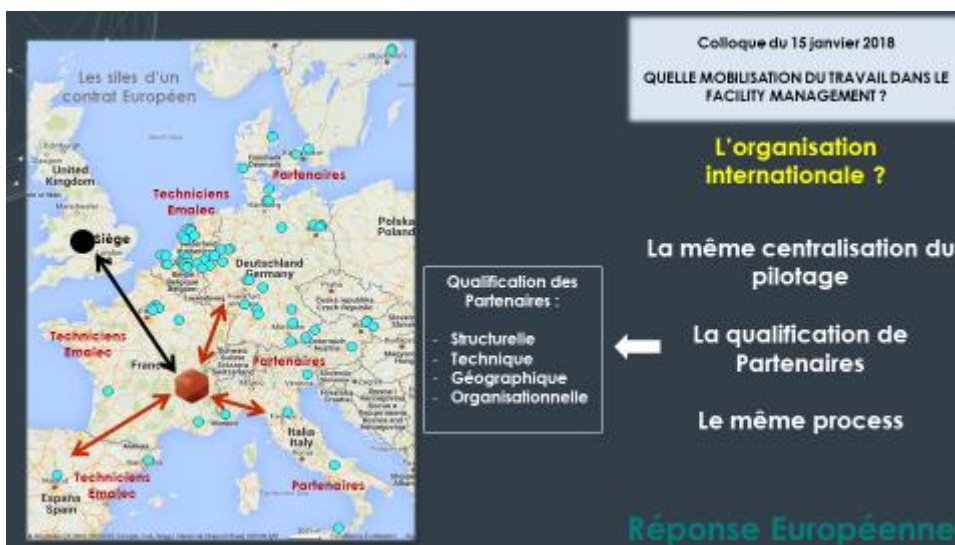 Les sites d'un
contrat Européen
Colloque du 15 janvier 2018
QUELLE MOBILISATION DU TRAVAIL DANS LE
FACILITY MANAGEMENT ?
L'organisation
internationale ?
La même centralisation du
pilotage
La qualification de
Partenaires
Le même process
Réponse Européenne
Qualification des
Partenaires :
- Structurelle
- Technique
- Géographique
- Organisationnelle
Partenaires
Techniciens
Emalec
United
Kingdom
Siège
Polska
Poland
Deutschland
Germany
Techniciens
Emalec
France
Partenaires
Italia
Italy
Techniciens
Emalec
Partenaires
España
Spain